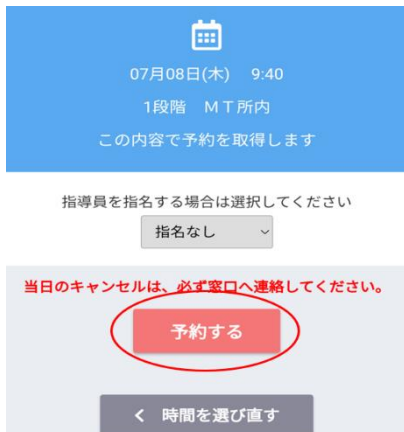 07月08日(木) 9:40
1段階 ＭＴ所内
この内容で予約を取得します
指導員を指名する場合は選択してください
指名なし
当日のキャンセルは、必ず窓口へ連絡してください。
予約する
時間を選び直す